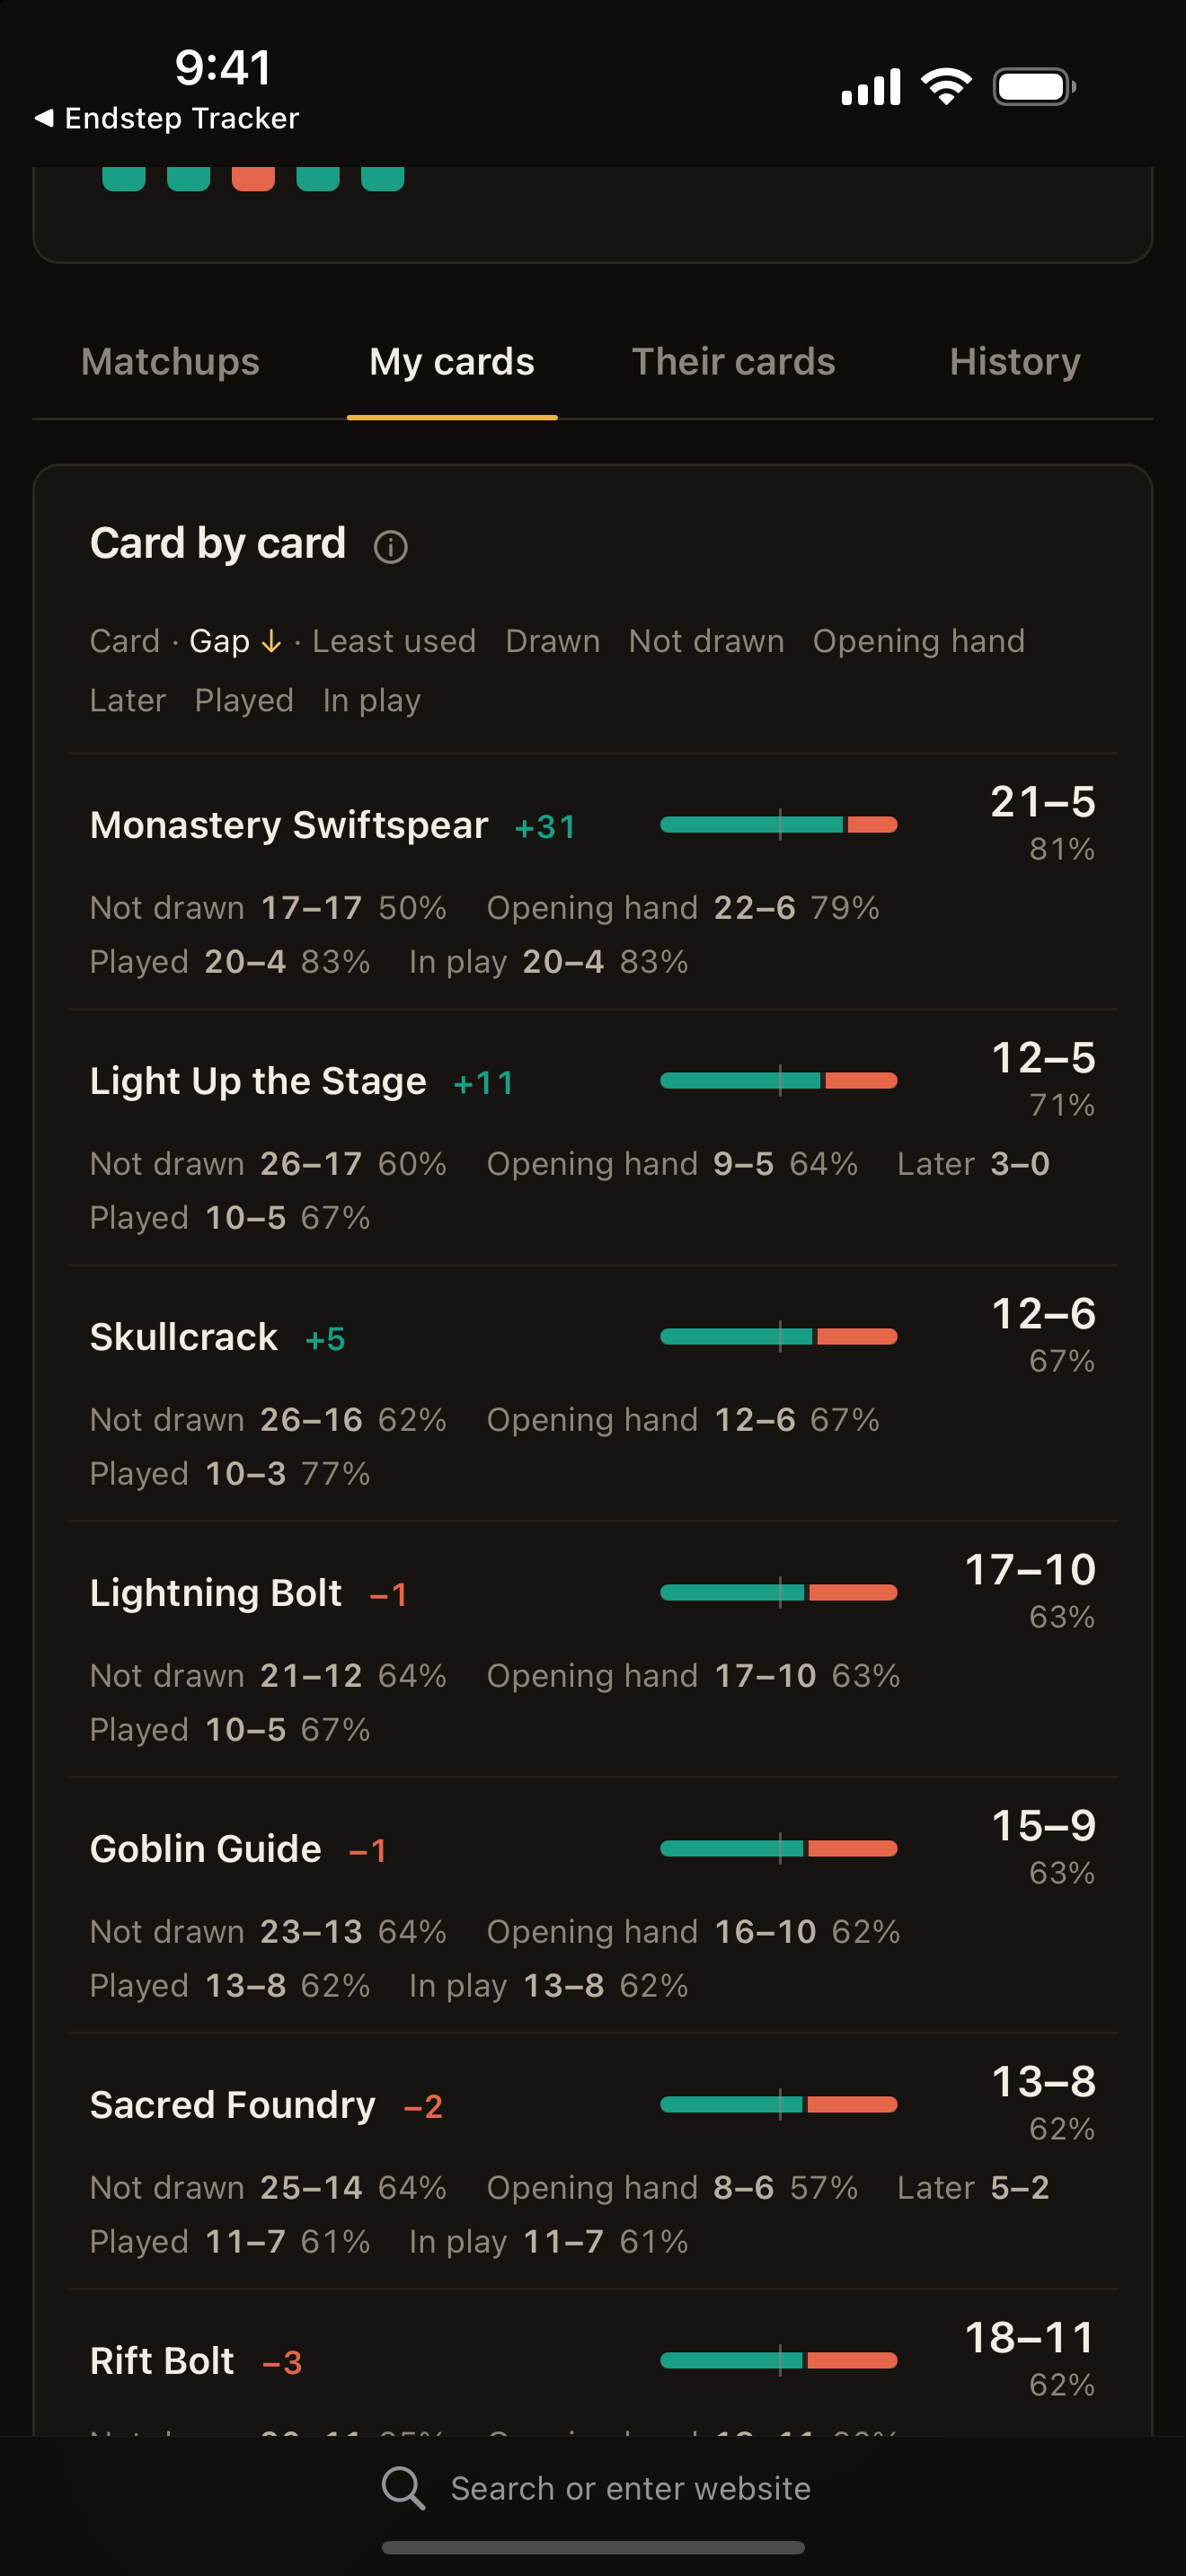 9:41
◀ Endstep Tracker
Matchups My cards Their cards History
Card by card
Card · Gap ↓ · Least used Drawn Not drawn Opening hand
Later Played In play
Monastery Swiftspear +31 21–5
81%
Not drawn 17–17 50% Opening hand 22–6 79%
Played 20–4 83% In play 20–4 83%
Light Up the Stage +11 12–5
71%
Not drawn 26–17 60% Opening hand 9–5 64% Later 3–0
Played 10–5 67%
Skullcrack +5 12–6
67%
Not drawn 26–16 62% Opening hand 12–6 67%
Played 10–3 77%
Lightning Bolt −1 17–10
63%
Not drawn 21–12 64% Opening hand 17–10 63%
Played 10–5 67%
Goblin Guide −1 15–9
63%
Not drawn 23–13 64% Opening hand 16–10 62%
Played 13–8 62% In play 13–8 62%
Sacred Foundry −2 13–8
62%
Not drawn 25–14 64% Opening hand 8–6 57% Later 5–2
Played 11–7 61% In play 11–7 61%
Rift Bolt −3 18–11
62%
Search or enter website